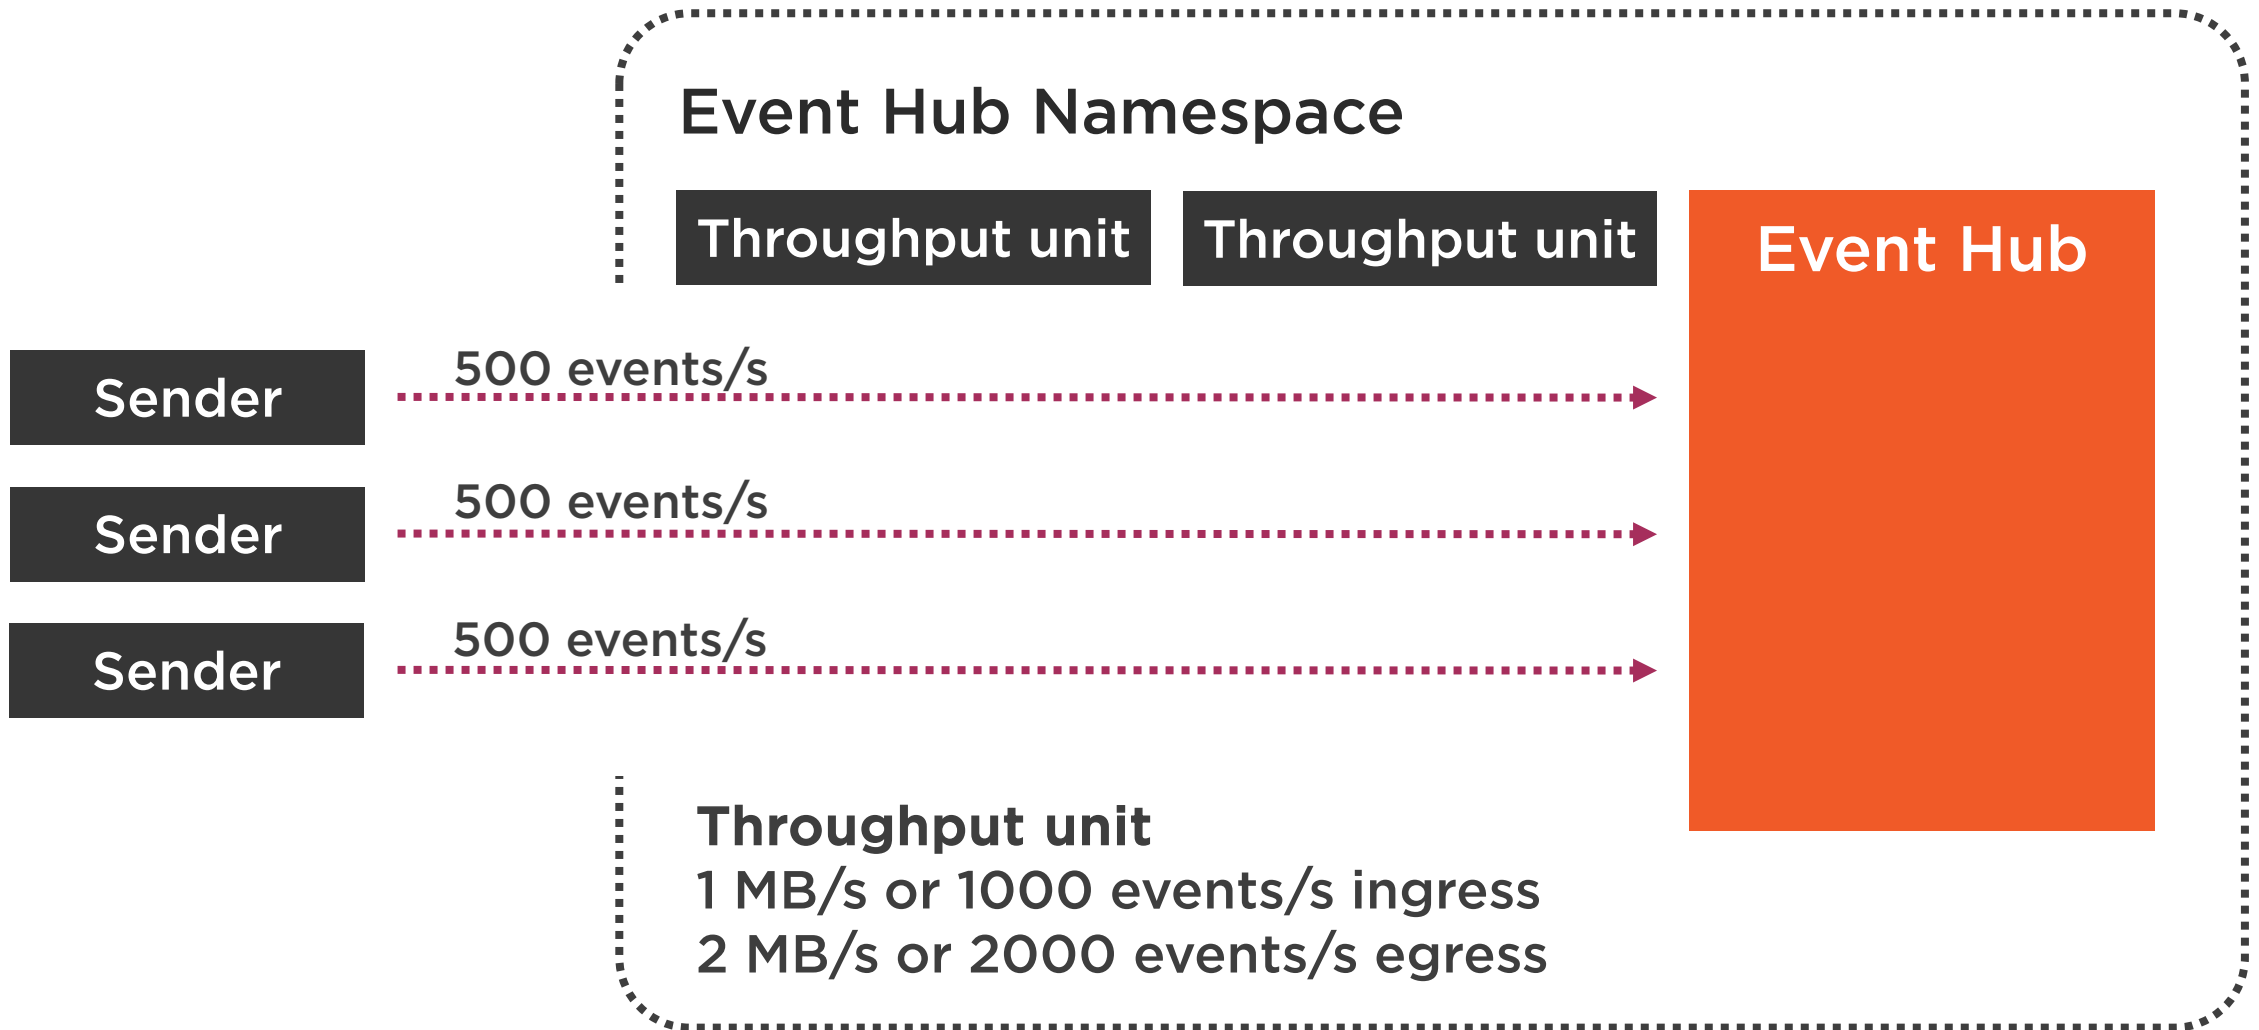 Event Hub Namespace
Throughput unit
Throughput unit
Event Hub
Sender
500 events/s
Sender
500 events/s
Sender
500 events/s
Throughput unit
1 MB/s or 1000 events/s ingress
2 MB/s or 2000 events/s egress